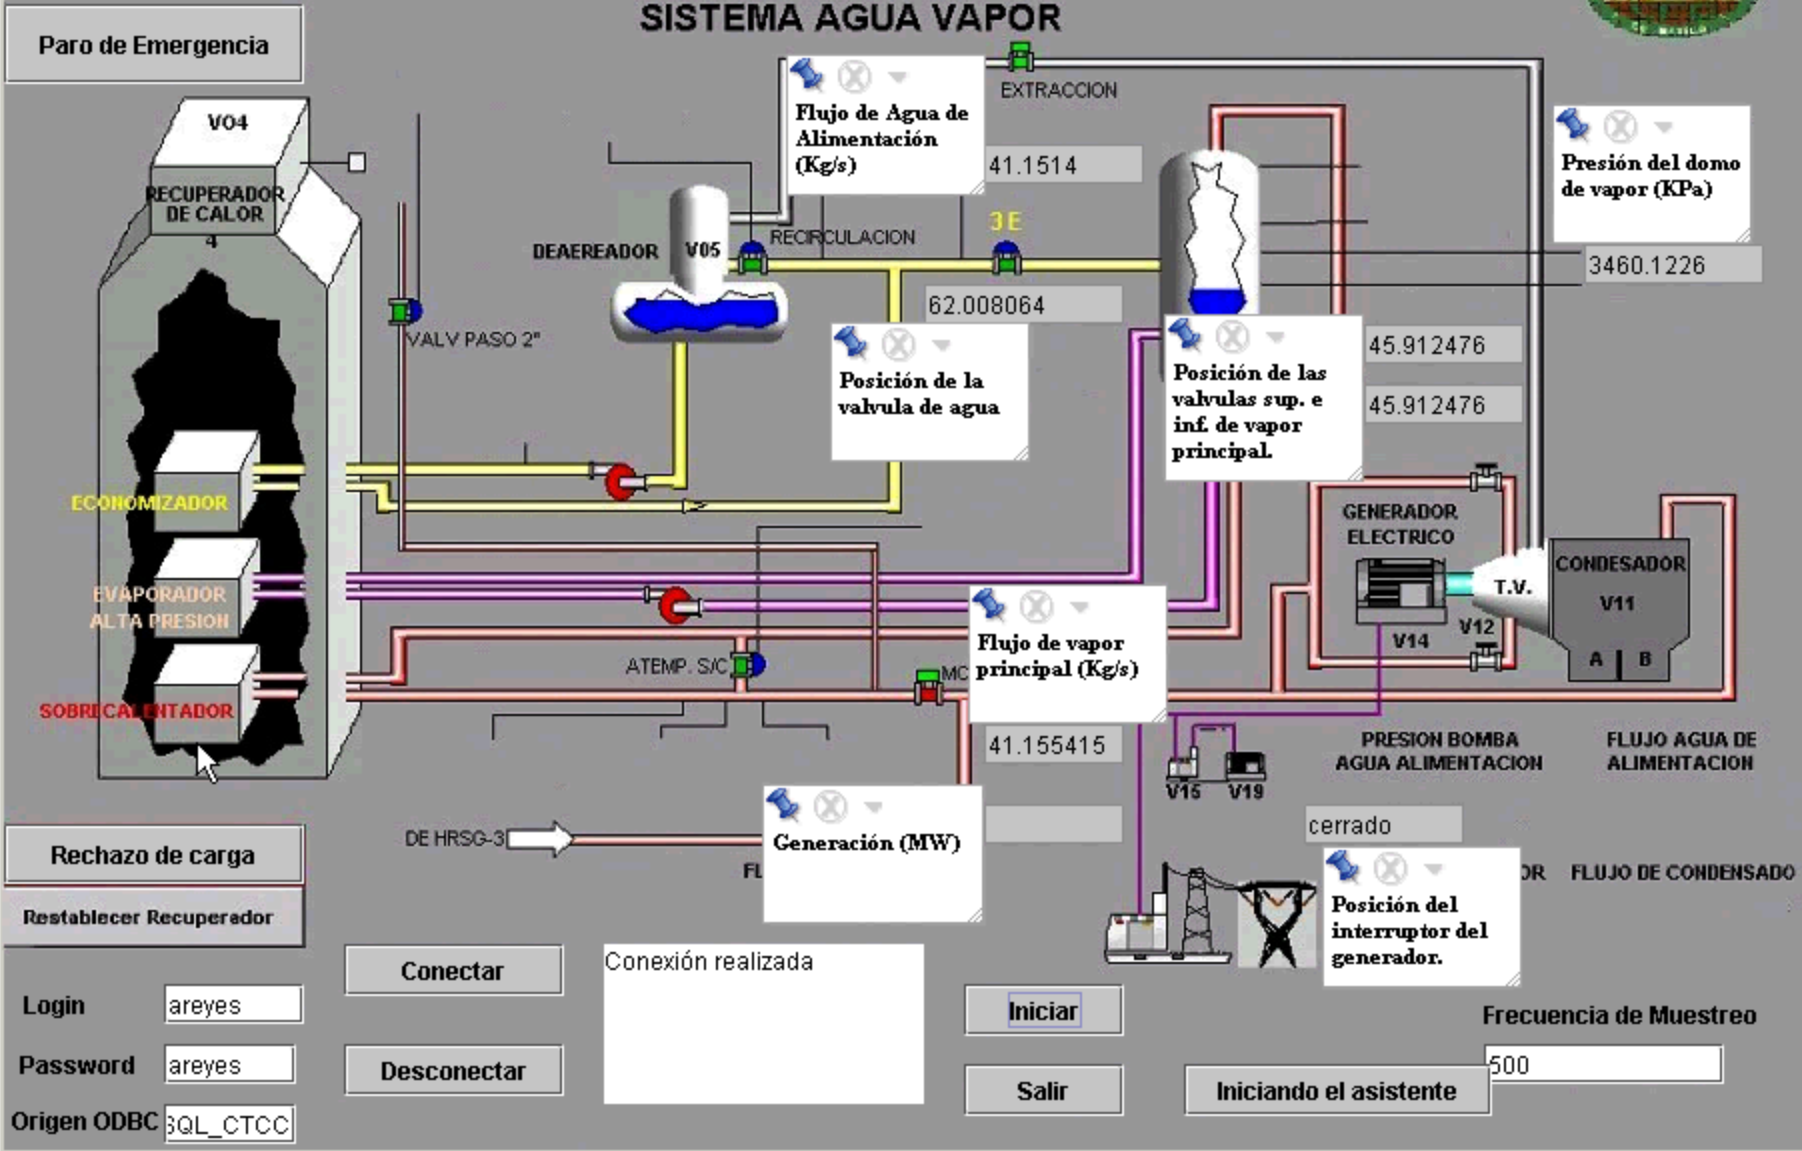 SISTEMA AGUA VAPOR
Paro de Emergencia
EXTRACCION
VO4
RECUPERADOR
DE CALOR
4
Flujo de Agua de
Alimentación
(Kg/s)
41.1514
Presión del domo
de vapor (KPa)
3460.1226
3E
DEAEREADOR
V05
RECIRCULACION
62.008064
VALV PASO 2"
Posición de la
valvula de agua
Posición de las
valvulas sup. e
inf. de vapor
principal.
45.912476
45.912476
ECONOMIZADOR
GENERADOR
ELECTRICO
CONDESADOR
V11
T.V.
V12
V14
A
B
EVAPORADOR
ALTA PRESION
ATEMP. S/C
MC
Flujo de vapor
principal (Kg/s)
SOBRECALENTADOR
41.155415
PRESION BOMBA
AGUA ALIMENTACION
FLUJO AGUA DE
ALIMENTACION
V15
V19
DE HRSG-3
Generación (MW)
cerrado
FL
OR
FLUJO DE CONDENSADO
Posición del
interruptor del
generador.
Rechazo de carga
Restablecer Recuperador
Conectar
Conexión realizada
Login
areyes
Iniciar
Frecuencia de Muestreo
500
Password
areyes
Desconectar
Salir
Iniciando el asistente
Origen ODBC
SQL_CTCC